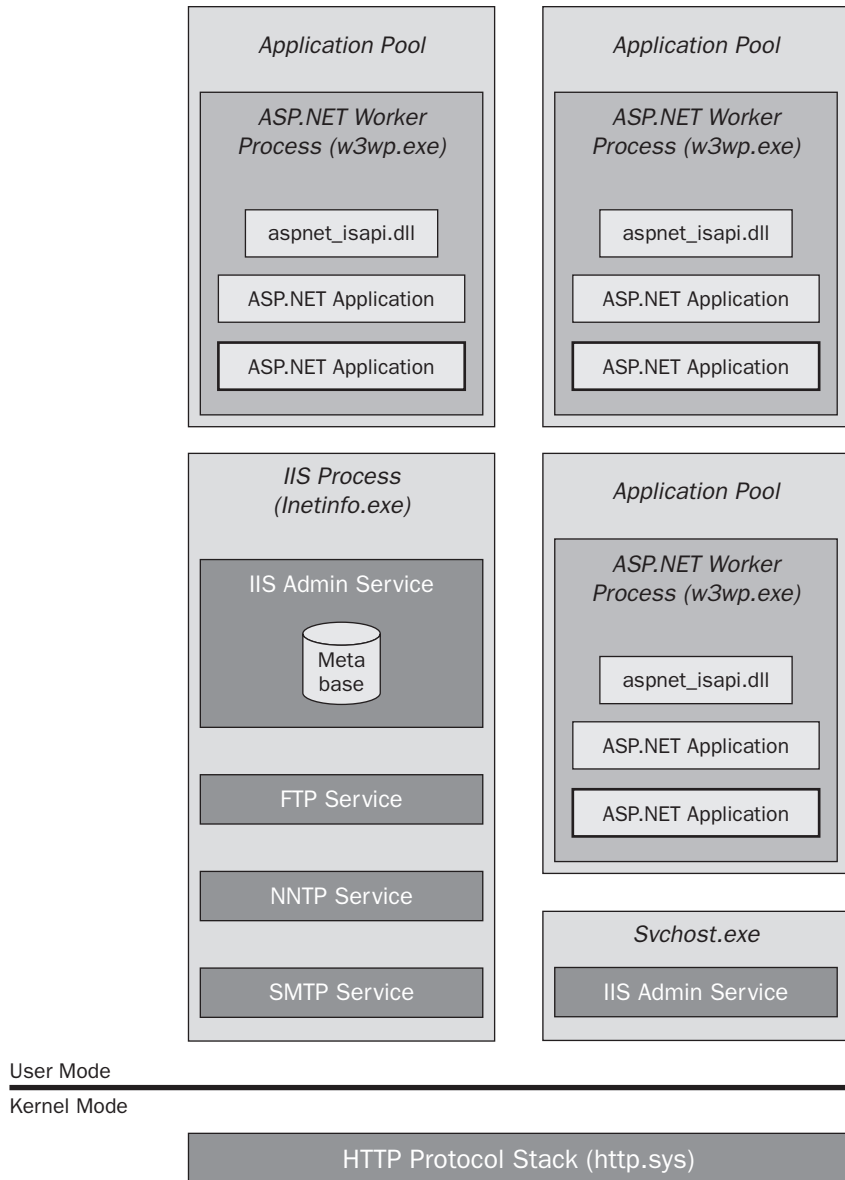 Application Pool
ASP.NET Worker
Process (w3wp.exe)
aspnet_isapi.dll
ASP.NET Application
ASP.NET Application
Application Pool
ASP.NET Worker
Process (w3wp.exe)
aspnet_isapi.dll
ASP.NET Application
ASP.NET Application
IIS Process
(Inetinfo.exe)
IIS Admin Service
Meta
base
FTP Service
NNTP Service
SMTP Service
Application Pool
ASP.NET Worker
Process (w3wp.exe)
aspnet_isapi.dll
ASP.NET Application
ASP.NET Application
Svchost.exe
IIS Admin Service
User Mode
Kernel Mode
HTTP Protocol Stack (http.sys)